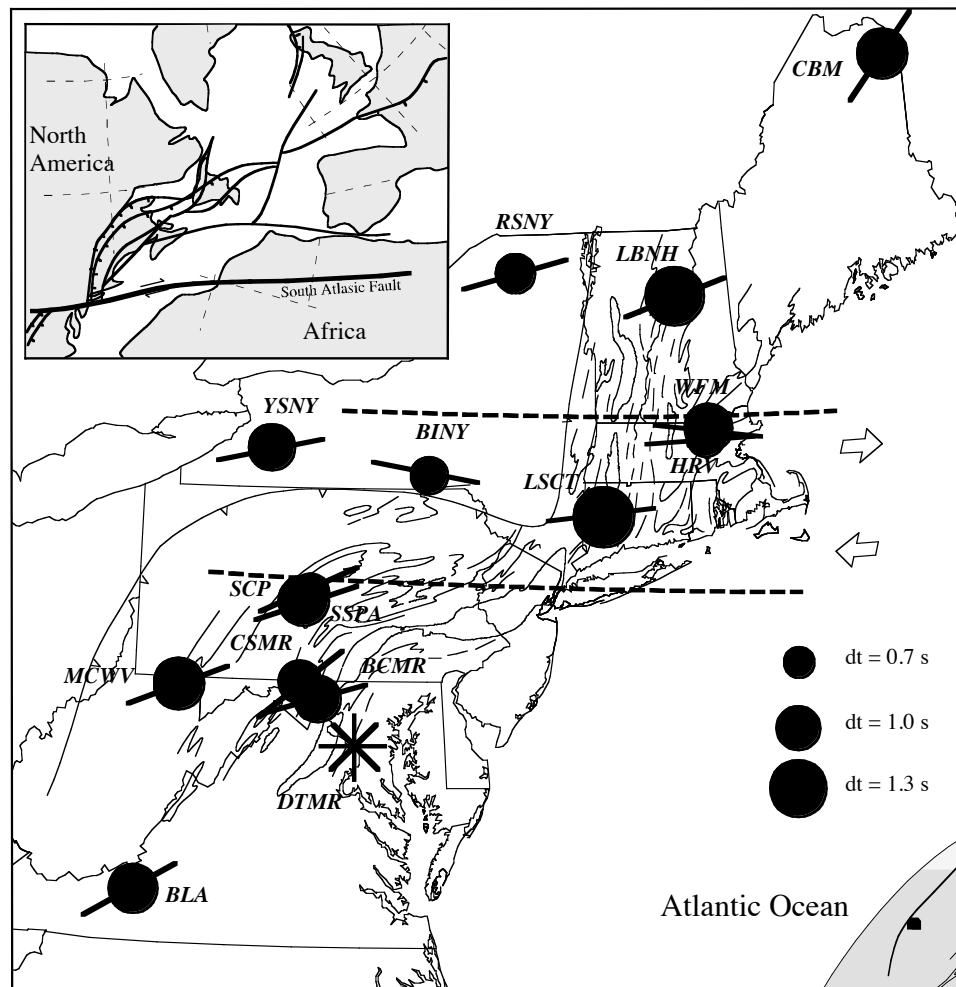 CBM
North
America
RSNY
LBNH
South Atlasic Fault
Africa
WFM
YSNY
BINY
HRV
LSCT
SCP
SSPA
CSMR
MCWV
BCMR
dt = 0.7 s
dt = 1.0 s
dt = 1.3 s
DTMR
BLA
Atlantic Ocean